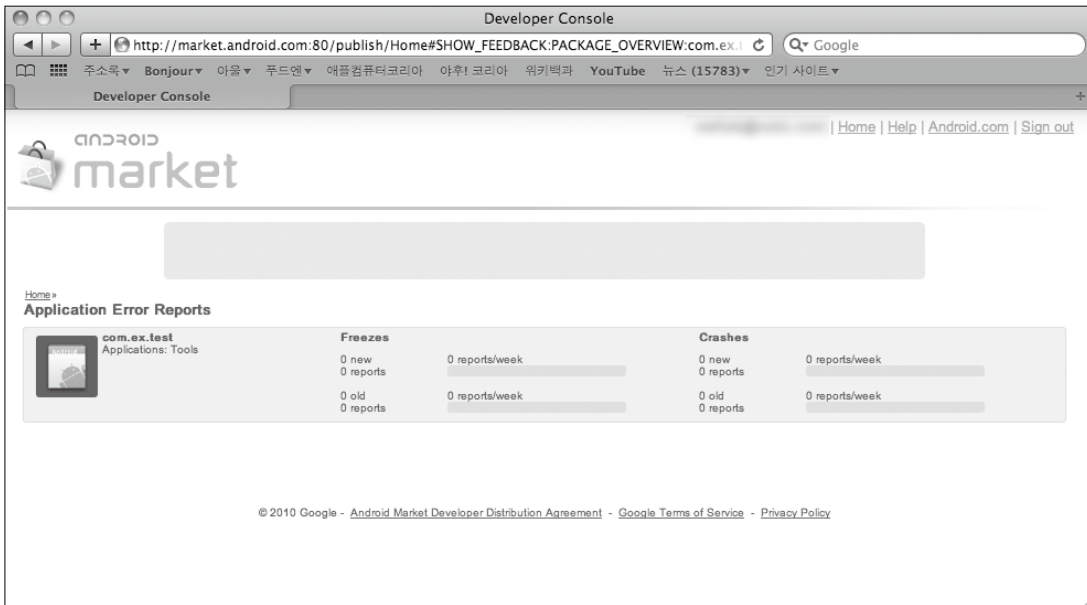 Developer Console
http://market.android.com:80/publish/Home#SHOW_FEEDBACK:PACKAGE_OVERVIEW:com.ex.t
Google
주소록 Bonjour 야울 푸드엔 애플컴퓨터코리아 야후! 코리아 위키백과 YouTube 뉴스 (15783) 인기 사이트
Developer Console
| Home | Help | Android.com | Sign out
ANDROID
market
Home »
Application Error Reports
com.ex.test
Applications: Tools
Freezes
0 new
0 reports
0 reports/week
0 old
0 reports
0 reports/week
Crashes
0 new
0 reports
0 reports/week
0 old
0 reports
0 reports/week
© 2010 Google - Android Market Developer Distribution Agreement - Google Terms of Service - Privacy Policy